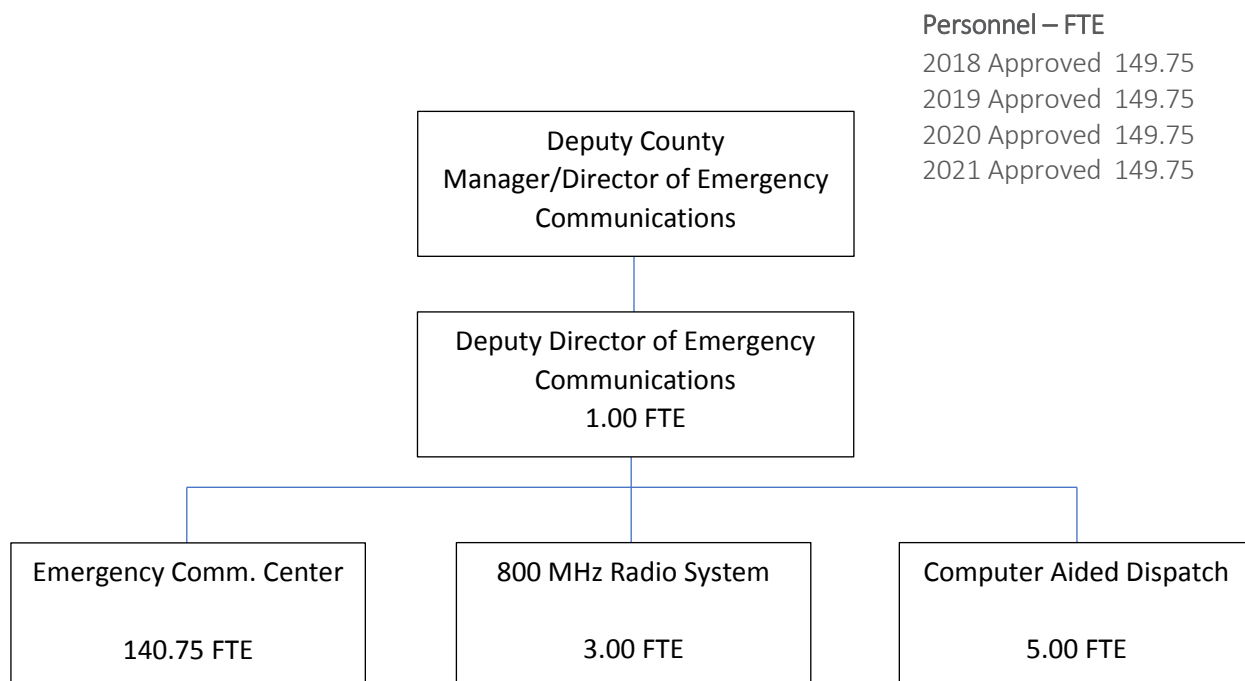 Personnel – FTE
2018 Approved 149.75
2019 Approved 149.75
2020 Approved 149.75
2021 Approved 149.75
Deputy County
Manager/Director of Emergency
Communications
Deputy Director of Emergency
Communications
1.00 FTE
Emergency Comm. Center
140.75 FTE
800 MHz Radio System
3.00 FTE
Computer Aided Dispatch
5.00 FTE